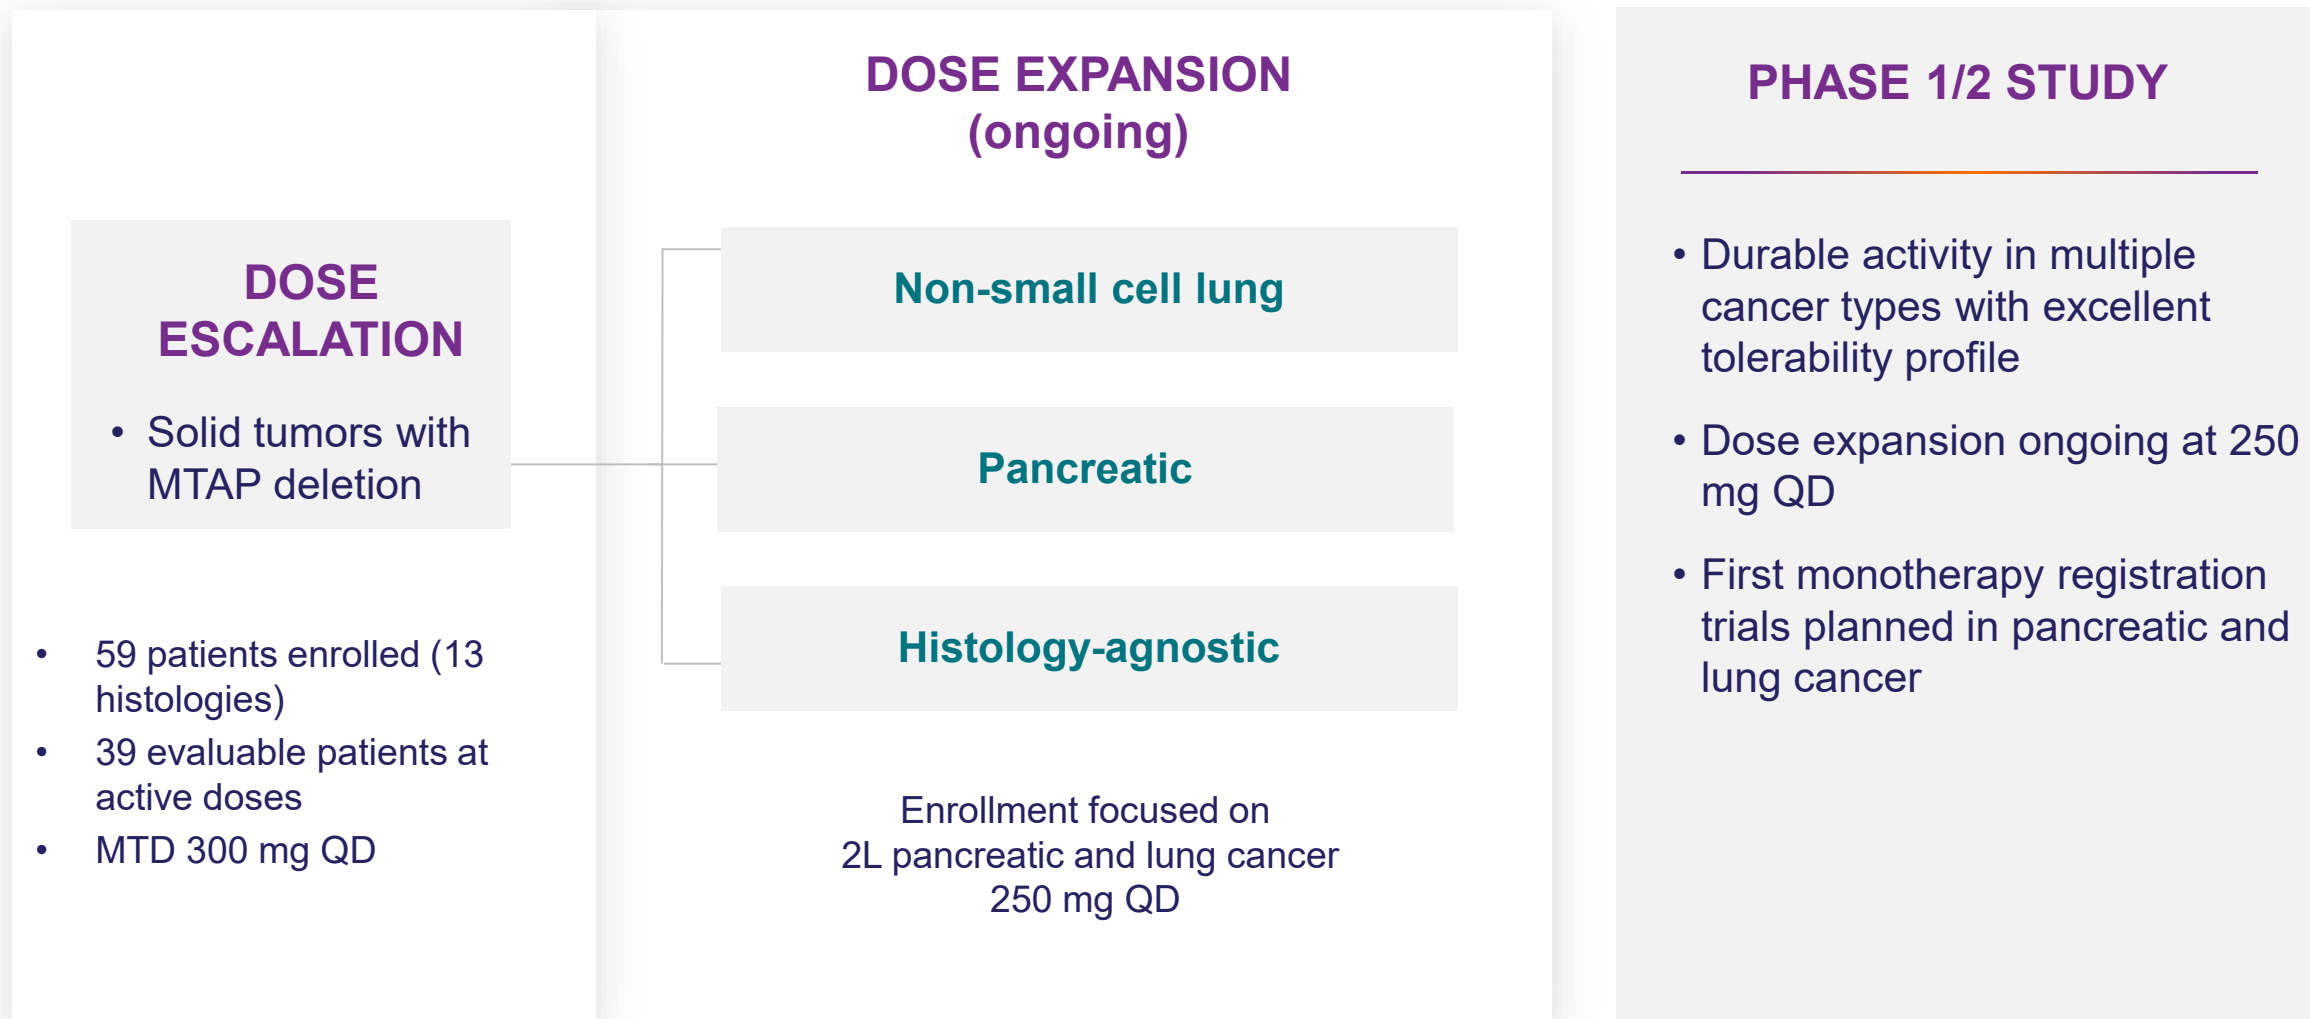 DOSE
ESCALATION
• Solid tumors with
MTAP deletion
• 59 patients enrolled (13
histologies)
• 39 evaluable patients at
active doses
• MTD 300 mg QD
DOSE EXPANSION
(ongoing)
Non-small cell lung
Pancreatic
Histology-agnostic
Enrollment focused on
2L pancreatic and lung cancer
250 mg QD
PHASE 1/2 STUDY
• Durable activity in multiple
cancer types with excellent
tolerability profile
• Dose expansion ongoing at 250
mg QD
• First monotherapy registration
trials planned in pancreatic and
lung cancer